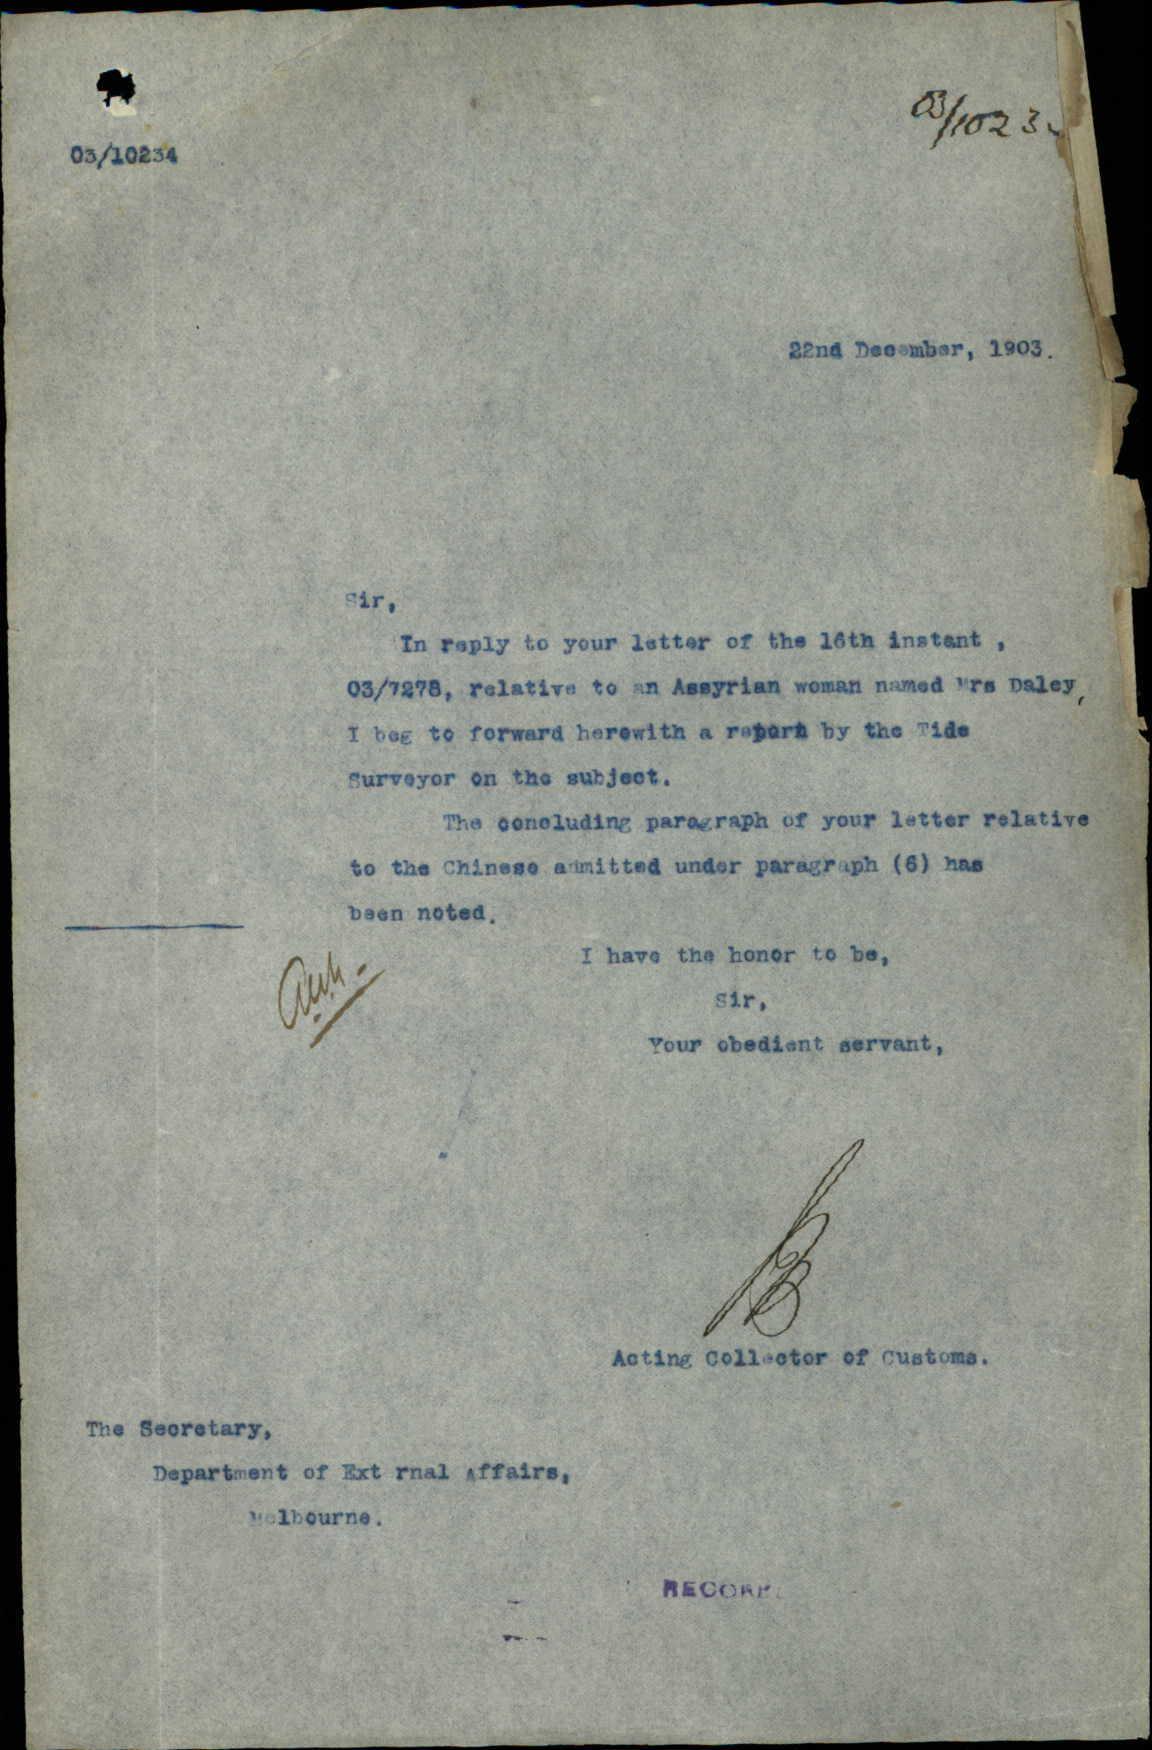 03/1023
03/10234
22nd December, 1903.
Sir,
In reply to your letter of the 16th instant ,
03/7278, relative to an Assyrian woman named Mrs Daley,
I beg to forward herewith a report by the Tide
Surveyor on the subject.
The concluding paragraph of your letter relative
to the Chinese admitted under paragraph (6) has
been noted.
I have the honor to be,
Sir,
Your obedient servant,
Acting Collector of Customs.
The Secretary,
Department of Ext rnal Affairs,
Melbourne.